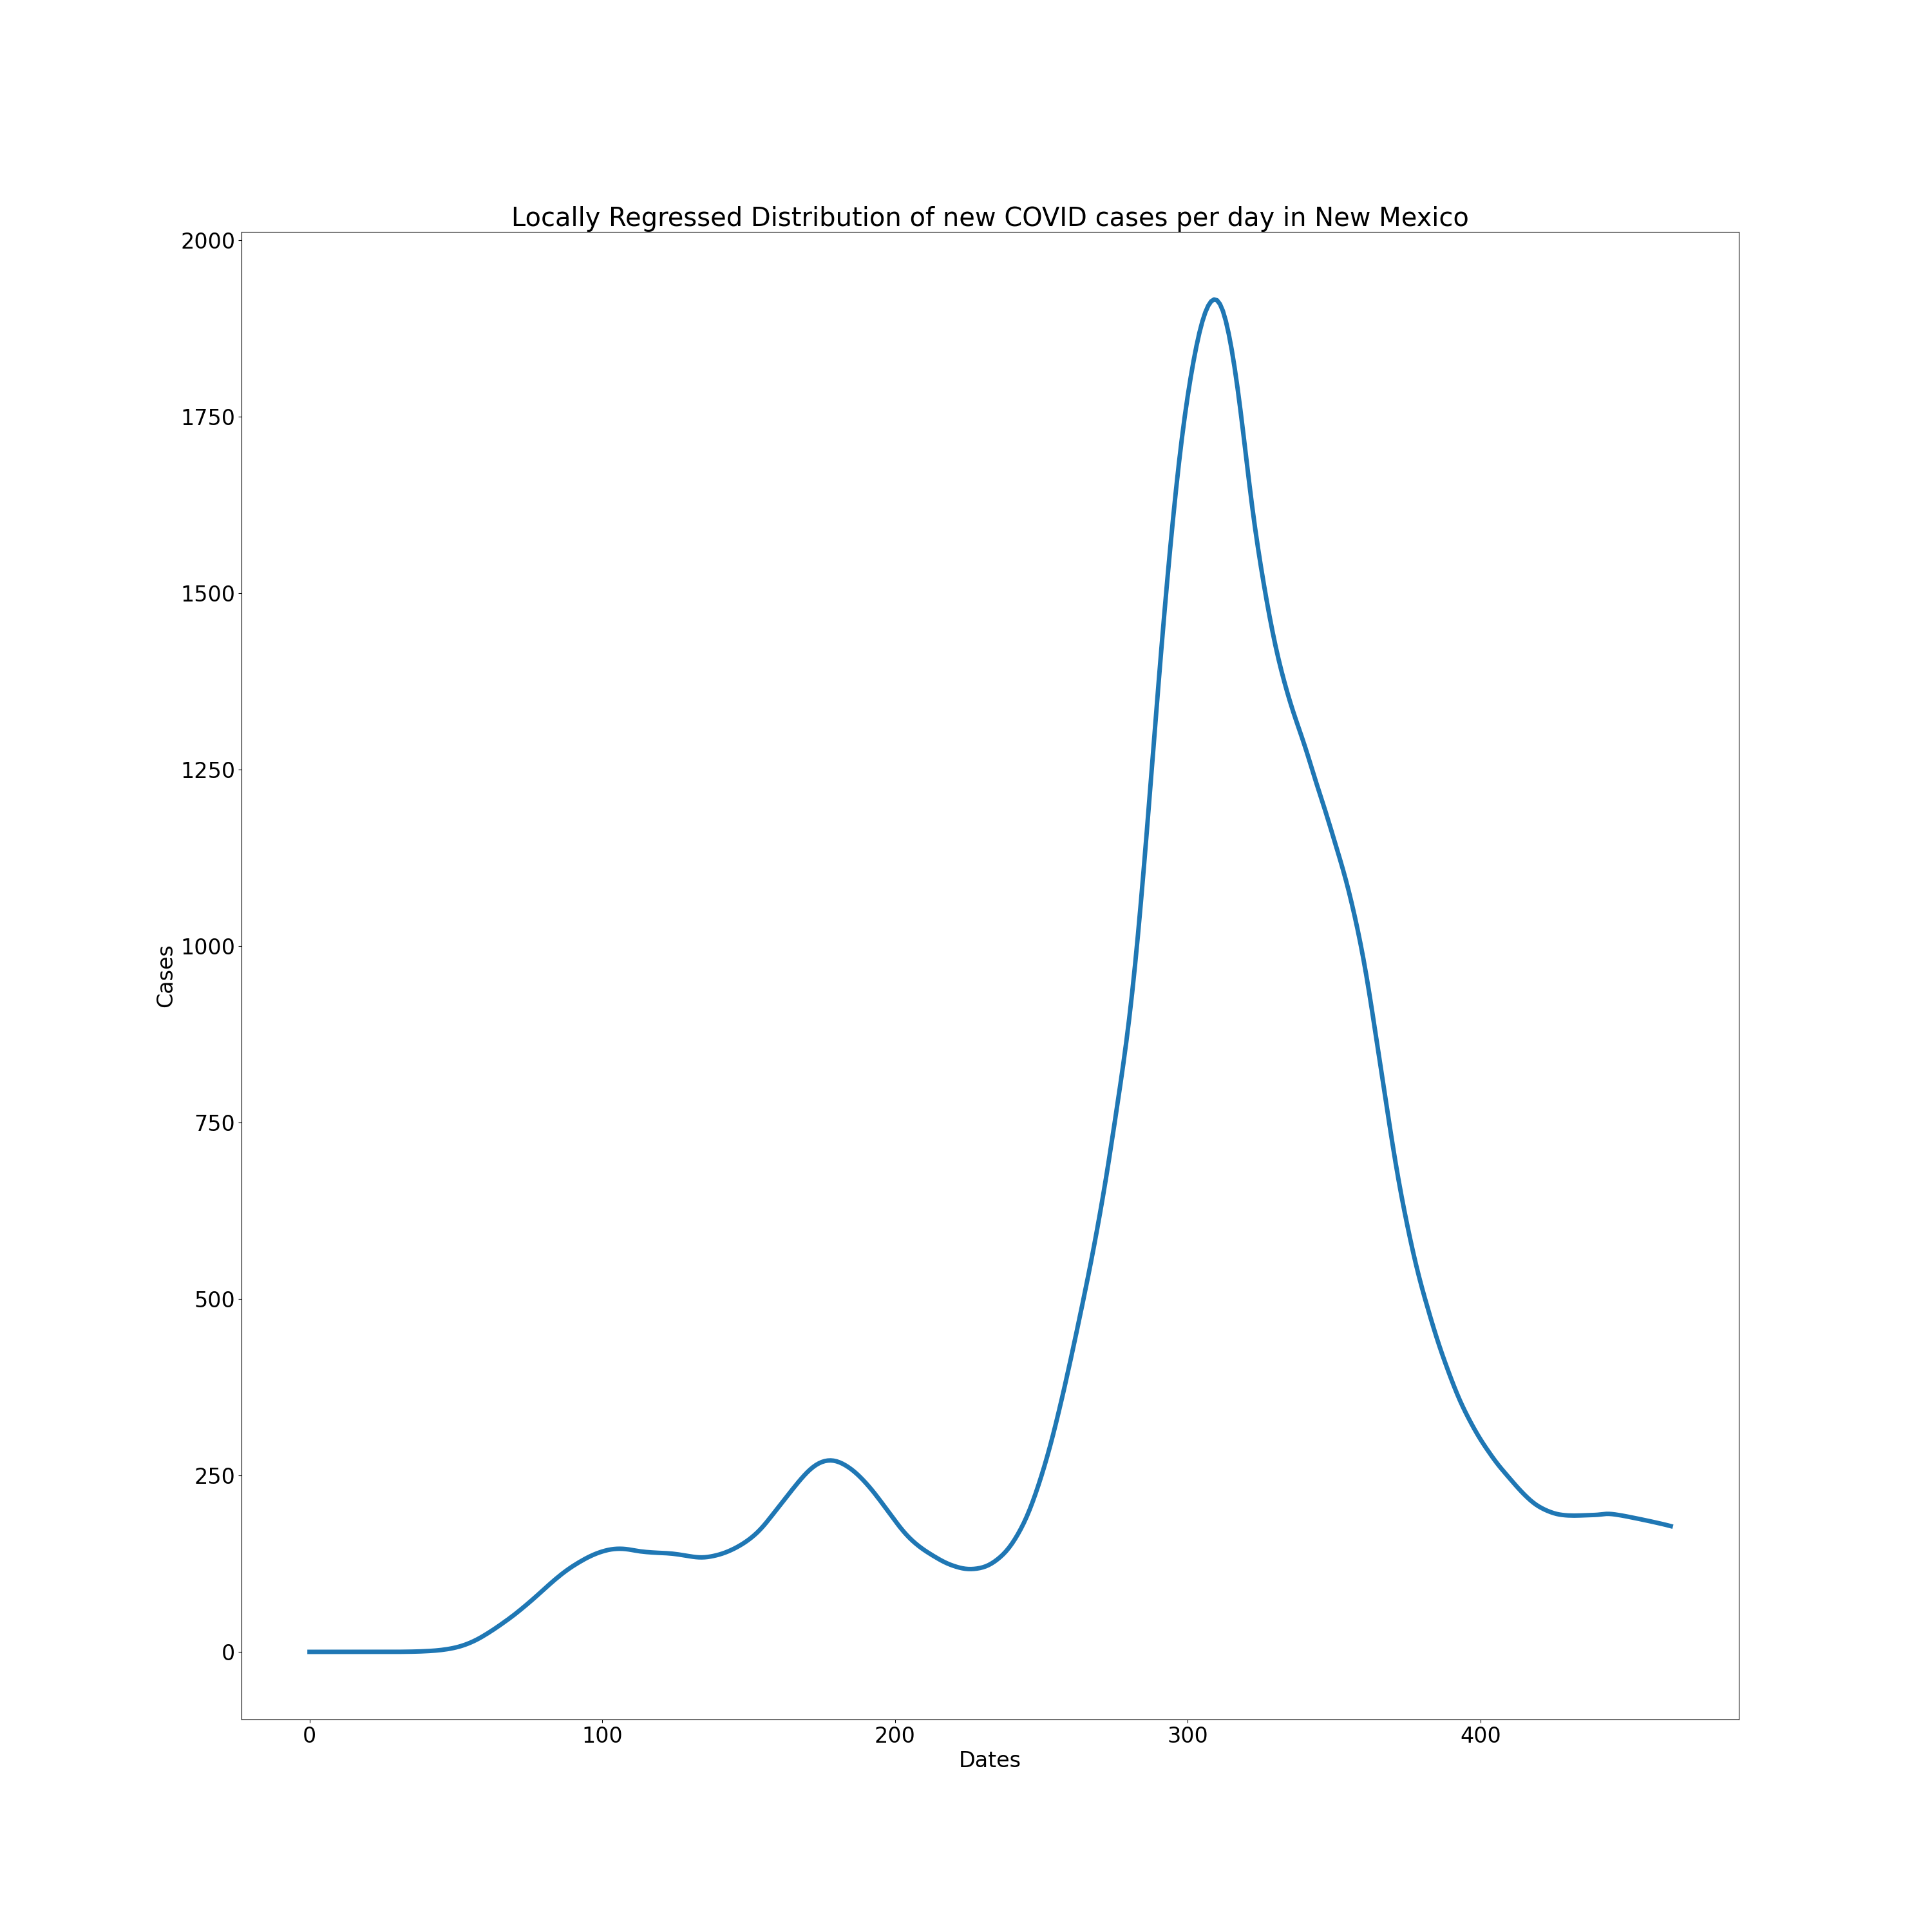 Locally Regressed Distribution of new COVID cases per day in New Mexico
2000
1750
1500
1250
1000
750
500
250
0
Cases
0 100 200 300 400
Dates